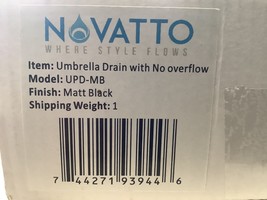 NOVATTO
WHERE STYLE FLOWS
Item: Umbrella Drain with No overflow
Model: UPD-MB
Finish: Matt Black
Shipping Weight: 1
7 44271 93944 6